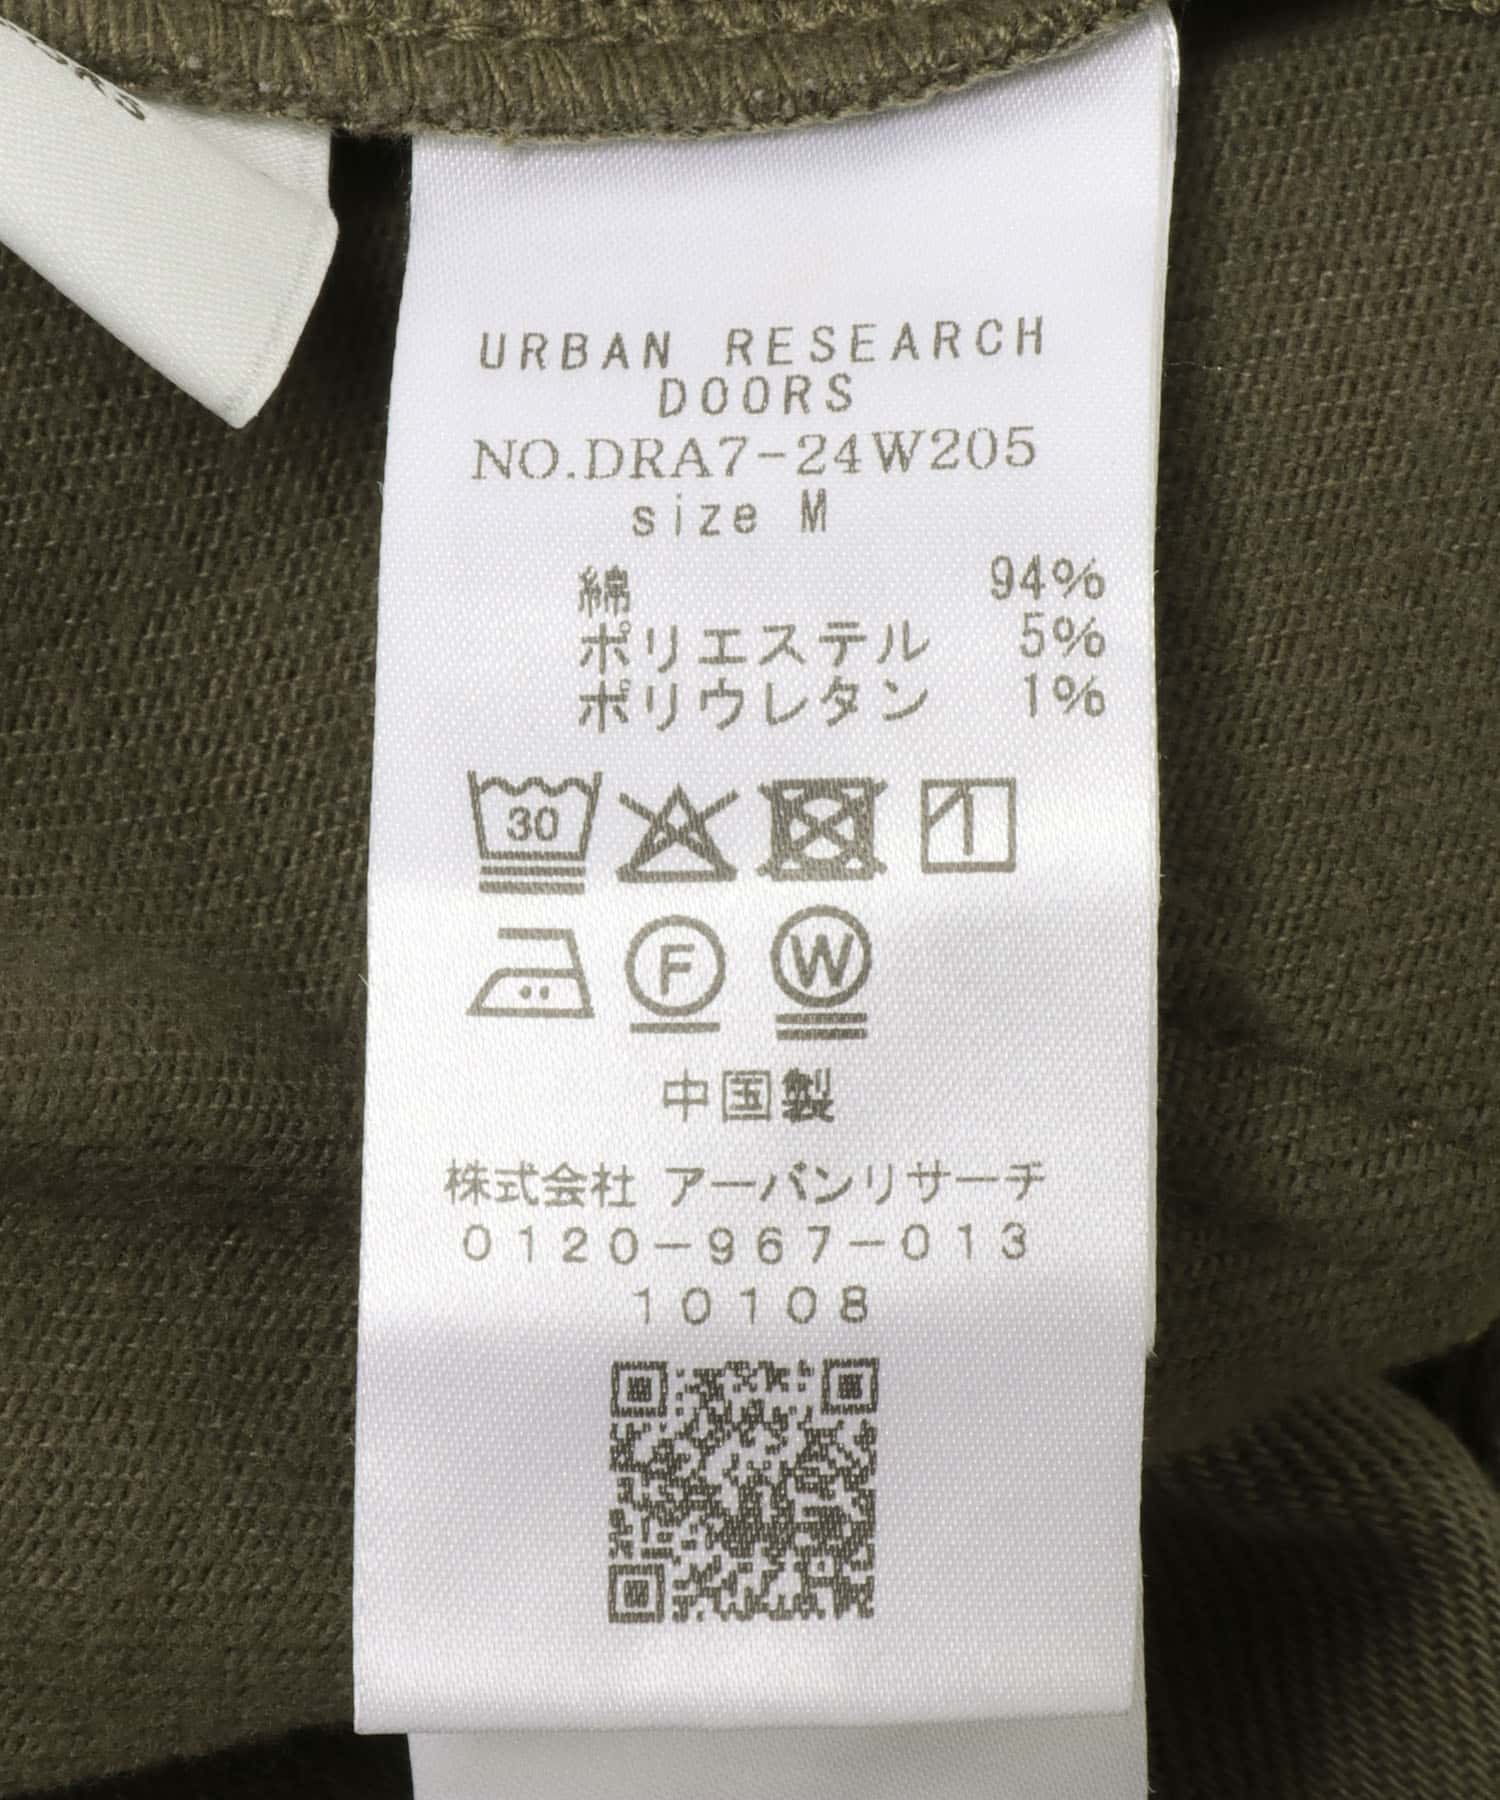 URBAN RESEARCH
DOORS
NO.DRA7-24W205
size M
綿 94%
ポリエステル 5%
ポリウレタン 1%
30
F W
中国製
株式会社 アーバンリサーチ
0120-967-013
10108